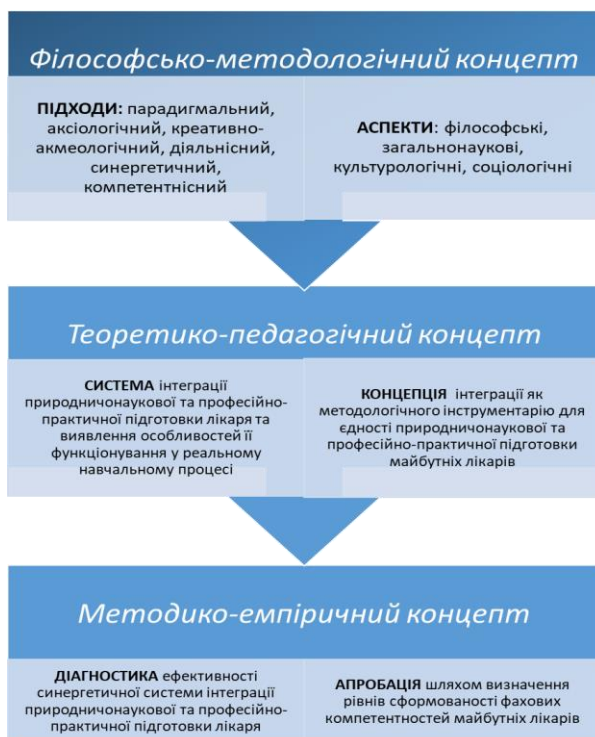 Філософсько-методологічний концепт
ПІДХОДИ: парадигмальний,
аксіологічний, креативно-
акмеологічний, діяльнісний,
синергетичний,
компетентнісний
АСПЕКТИ: філософські,
загальнонаукові,
культурологічні, соціологічні
Теоретико-педагогічний концепт
СИСТЕМА інтеграції
природничонаукової та професійно-
практичної підготовки лікаря та
виявлення особливостей її
функціонування у реальному
навчальному процесі
КОНЦЕПЦІЯ інтеграції як
методологічного інструментарію для
єдності природничонаукової та
професійно-практичної підготовки
майбутніх лікарів
Методико-емпіричний концепт
ДІАГНОСТИКА ефективності
синергетичної системи інтеграції
природничонаукової та професійно-
практичної підготовки лікаря
АПРОБАЦІЯ шляхом визначення
рівнів сформованості фахових
компетентностей майбутніх лікарів